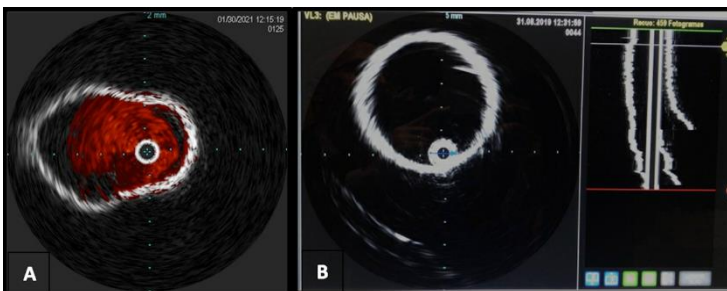 2 mm
01/30/2021 12:15:19
0125
A
VL3: (EM PAUSA)
5 mm
31.08.2019 12:31:59
0044
Recuo: 459 Fotogramas
B